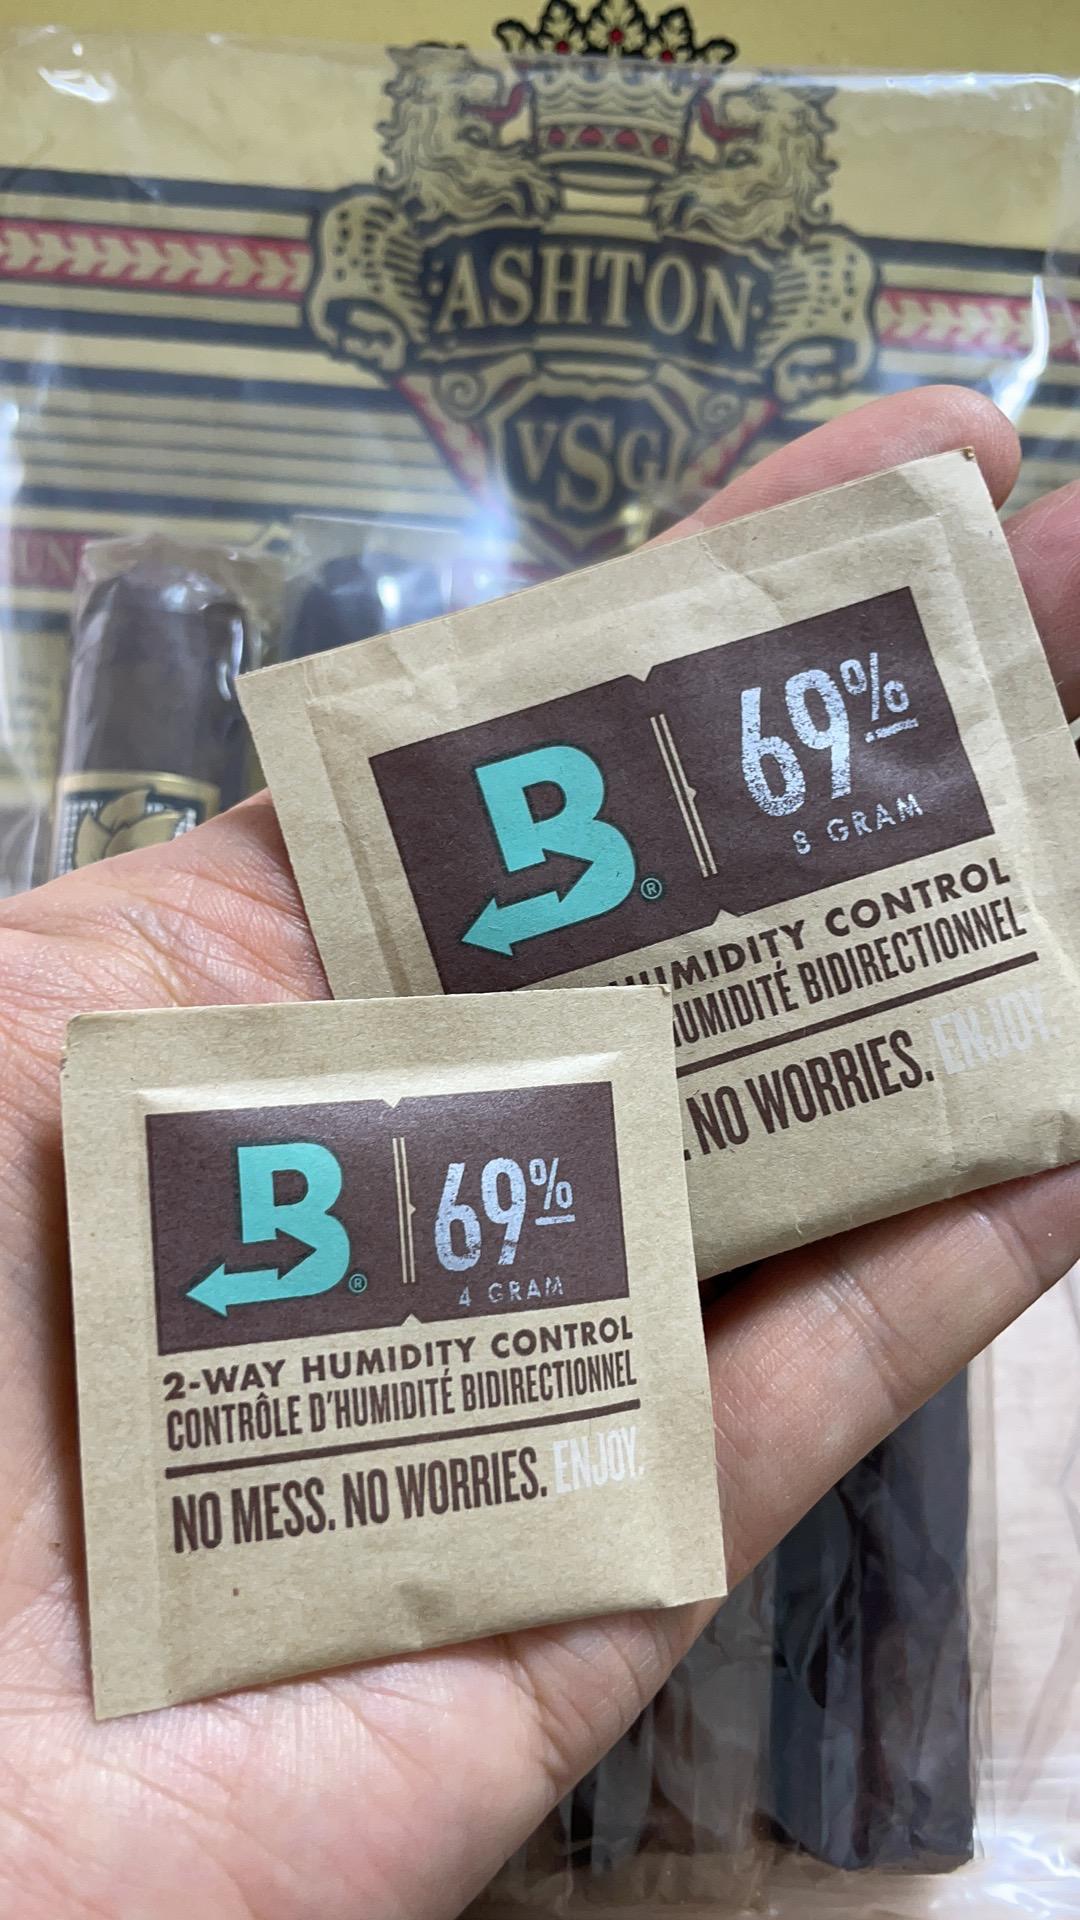 ASHTON
VSG
69%
8 GRAM
HUMIDITY CONTROL
HUMIDITÉ BIDIRECTIONNEL
NO WORRIES. ENJOY.
B®
69%
4 GRAM
2-WAY HUMIDITY CONTROL
CONTRÔLE D'HUMIDITÉ BIDIRECTIONNEL
NO MESS. NO WORRIES. ENJOY.